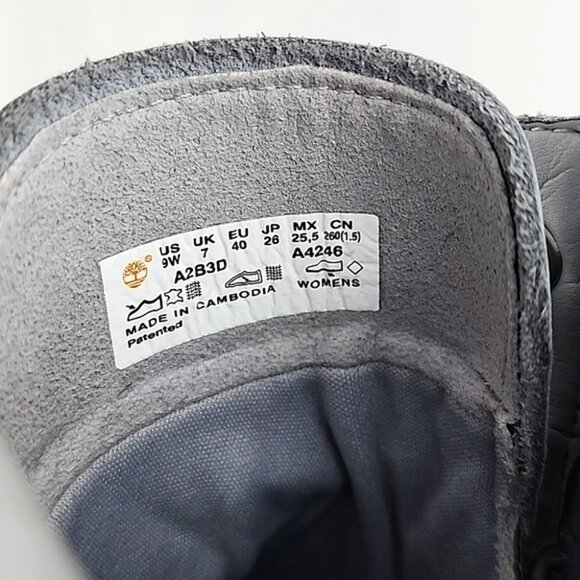 US UK EU JP MX CN
9W 7 40 26 25,5 260(1.5)
A2B3D A4246
WOMENS
MADE IN CAMBODIA
Patented